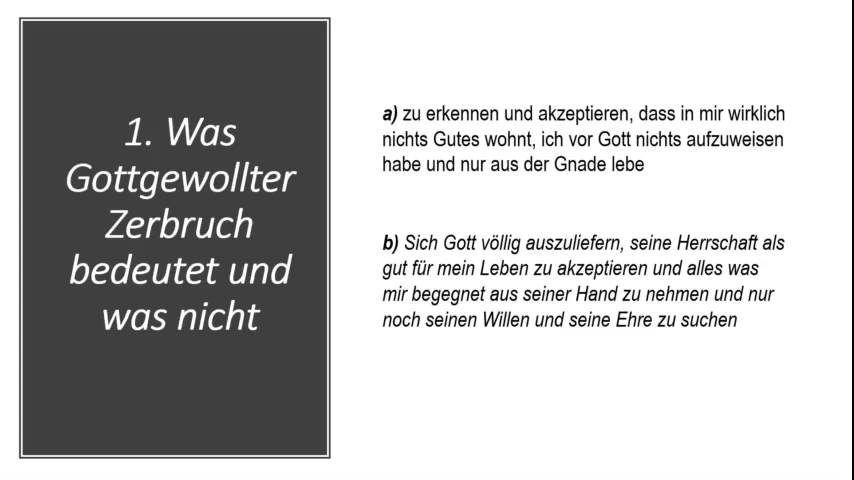 1. Was
Gottgewollter
Zerbruch
bedeutet und
was nicht
a) zu erkennen und akzeptieren, dass in mir wirklich
nichts Gutes wohnt, ich vor Gott nichts aufzuweisen
habe und nur aus der Gnade lebe
b) Sich Gott völlig auszuliefern, seine Herrschaft als
gut für mein Leben zu akzeptieren und alles was
mir begegnet aus seiner Hand zu nehmen und nur
noch seinen Willen und seine Ehre zu suchen